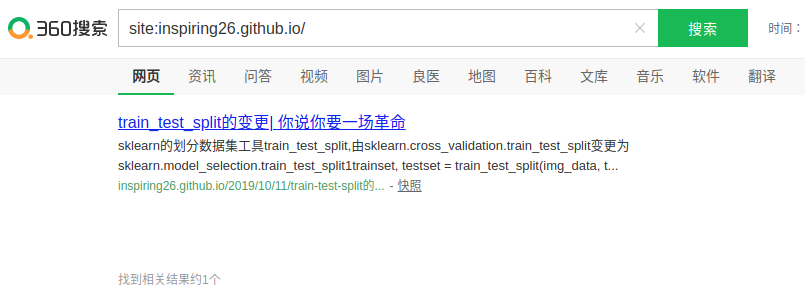 360搜索
site:inspiring26.github.io/
搜索
时间：
网页 资讯 问答 视频 图片 良医 地图 百科 文库 音乐 软件 翻译
train_test_split的变更| 你说你要一场革命
sklearn的划分数据集工具train_test_split,由sklearn.cross_validation.train_test_split变更为
sklearn.model_selection.train_test_split1trainset, testset = train_test_split(img_data, t...
inspiring26.github.io/2019/10/11/train-test-split的... - 快照
找到相关结果约1个